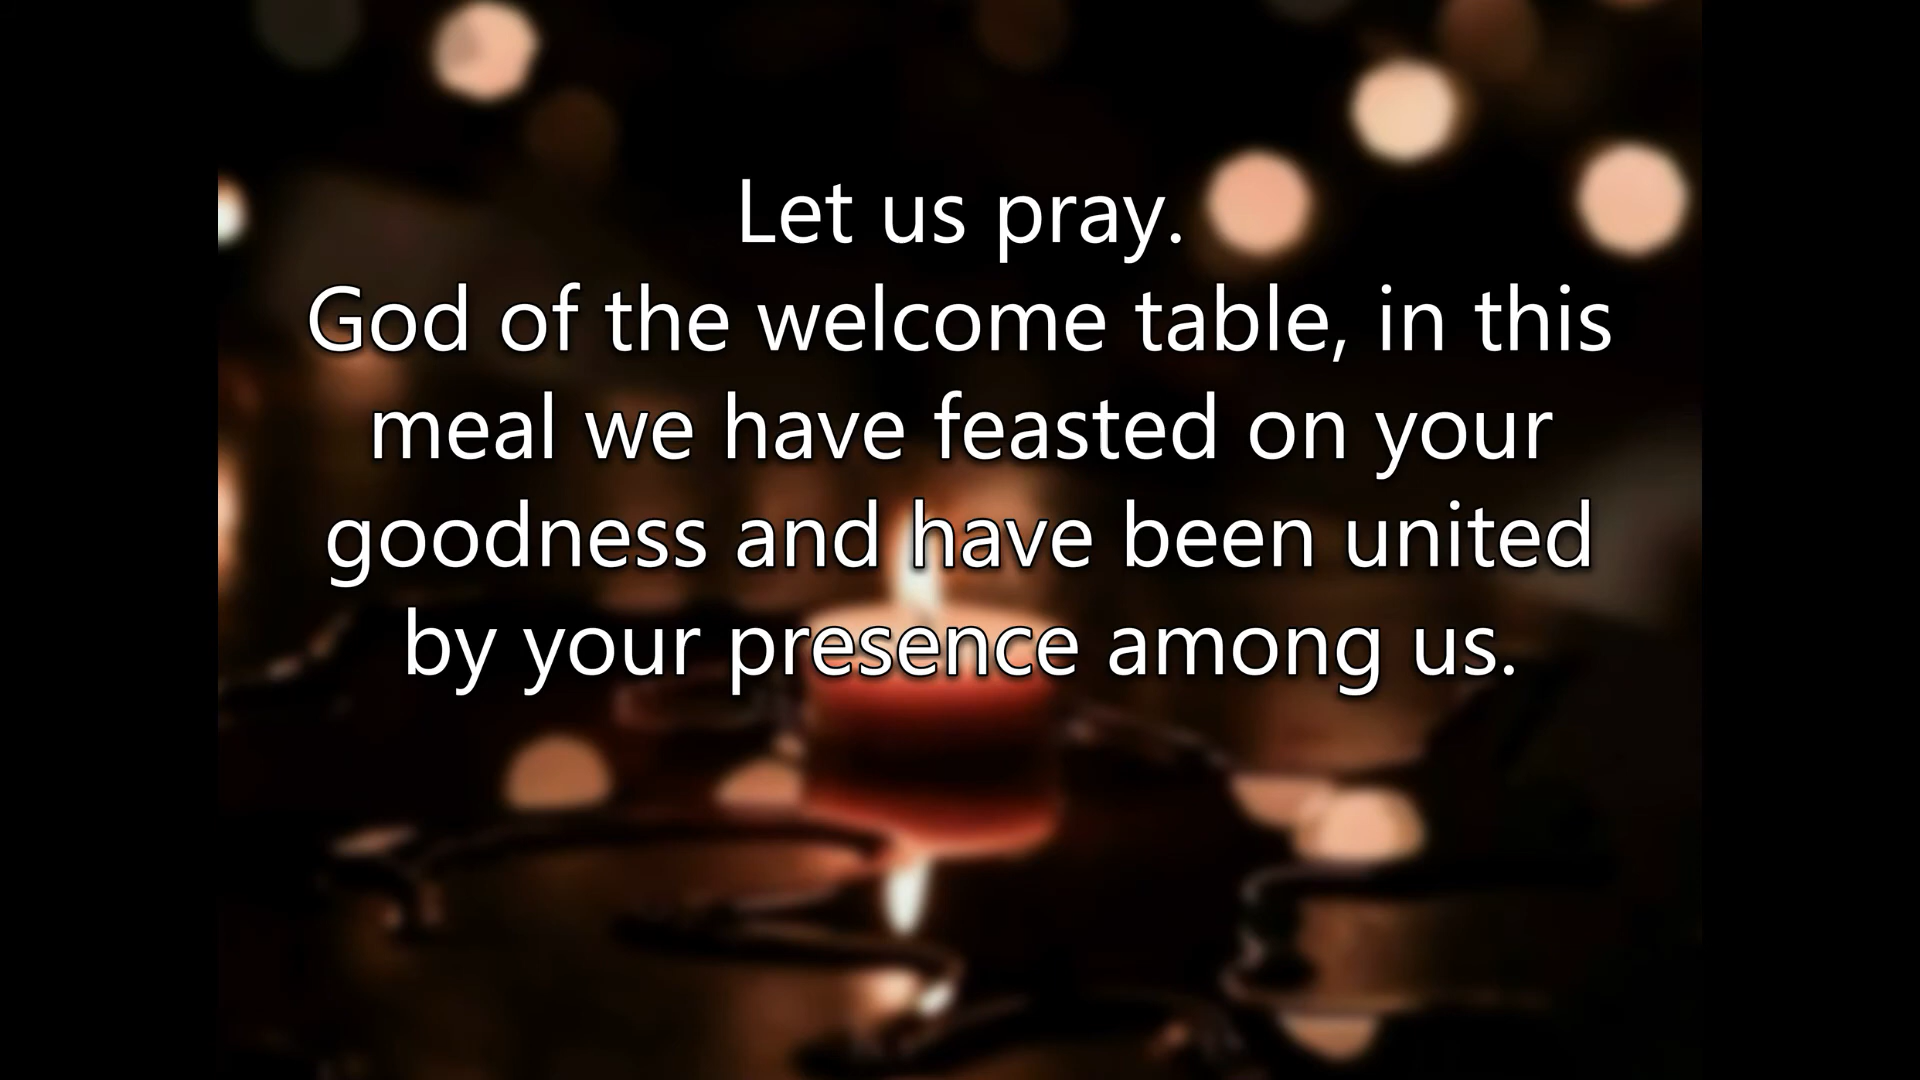 Let us pray.
God of the welcome table, in this
meal we have feasted on your
goodness and have been united
by your presence among us.